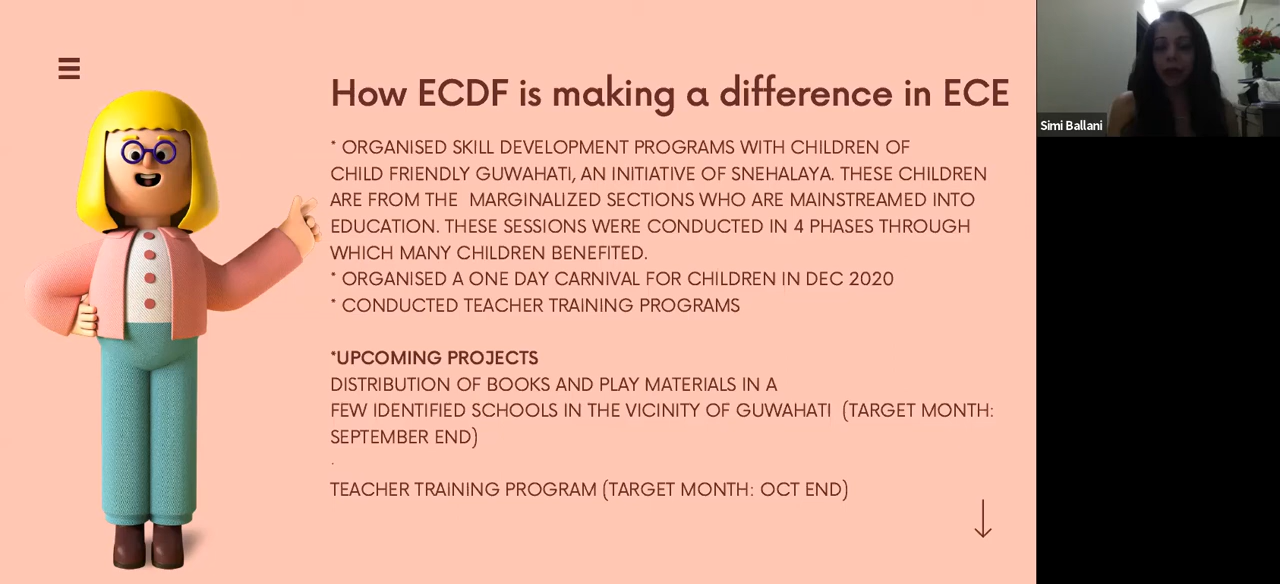 How ECDF is making a difference in ECE
* ORGANISED SKILL DEVELOPMENT PROGRAMS WITH CHILDREN OF
CHILD FRIENDLY GUWAHATI, AN INITIATIVE OF SNEHALAYA. THESE CHILDREN
ARE FROM THE MARGINALIZED SECTIONS WHO ARE MAINSTREAMED INTO
EDUCATION. THESE SESSIONS WERE CONDUCTED IN 4 PHASES THROUGH
WHICH MANY CHILDREN BENEFITED.
* ORGANISED A ONE DAY CARNIVAL FOR CHILDREN IN DEC 2020
* CONDUCTED TEACHER TRAINING PROGRAMS
*UPCOMING PROJECTS
DISTRIBUTION OF BOOKS AND PLAY MATERIALS IN A
FEW IDENTIFIED SCHOOLS IN THE VICINITY OF GUWAHATI (TARGET MONTH:
SEPTEMBER END)
.
TEACHER TRAINING PROGRAM (TARGET MONTH: OCT END)
Simi Ballani